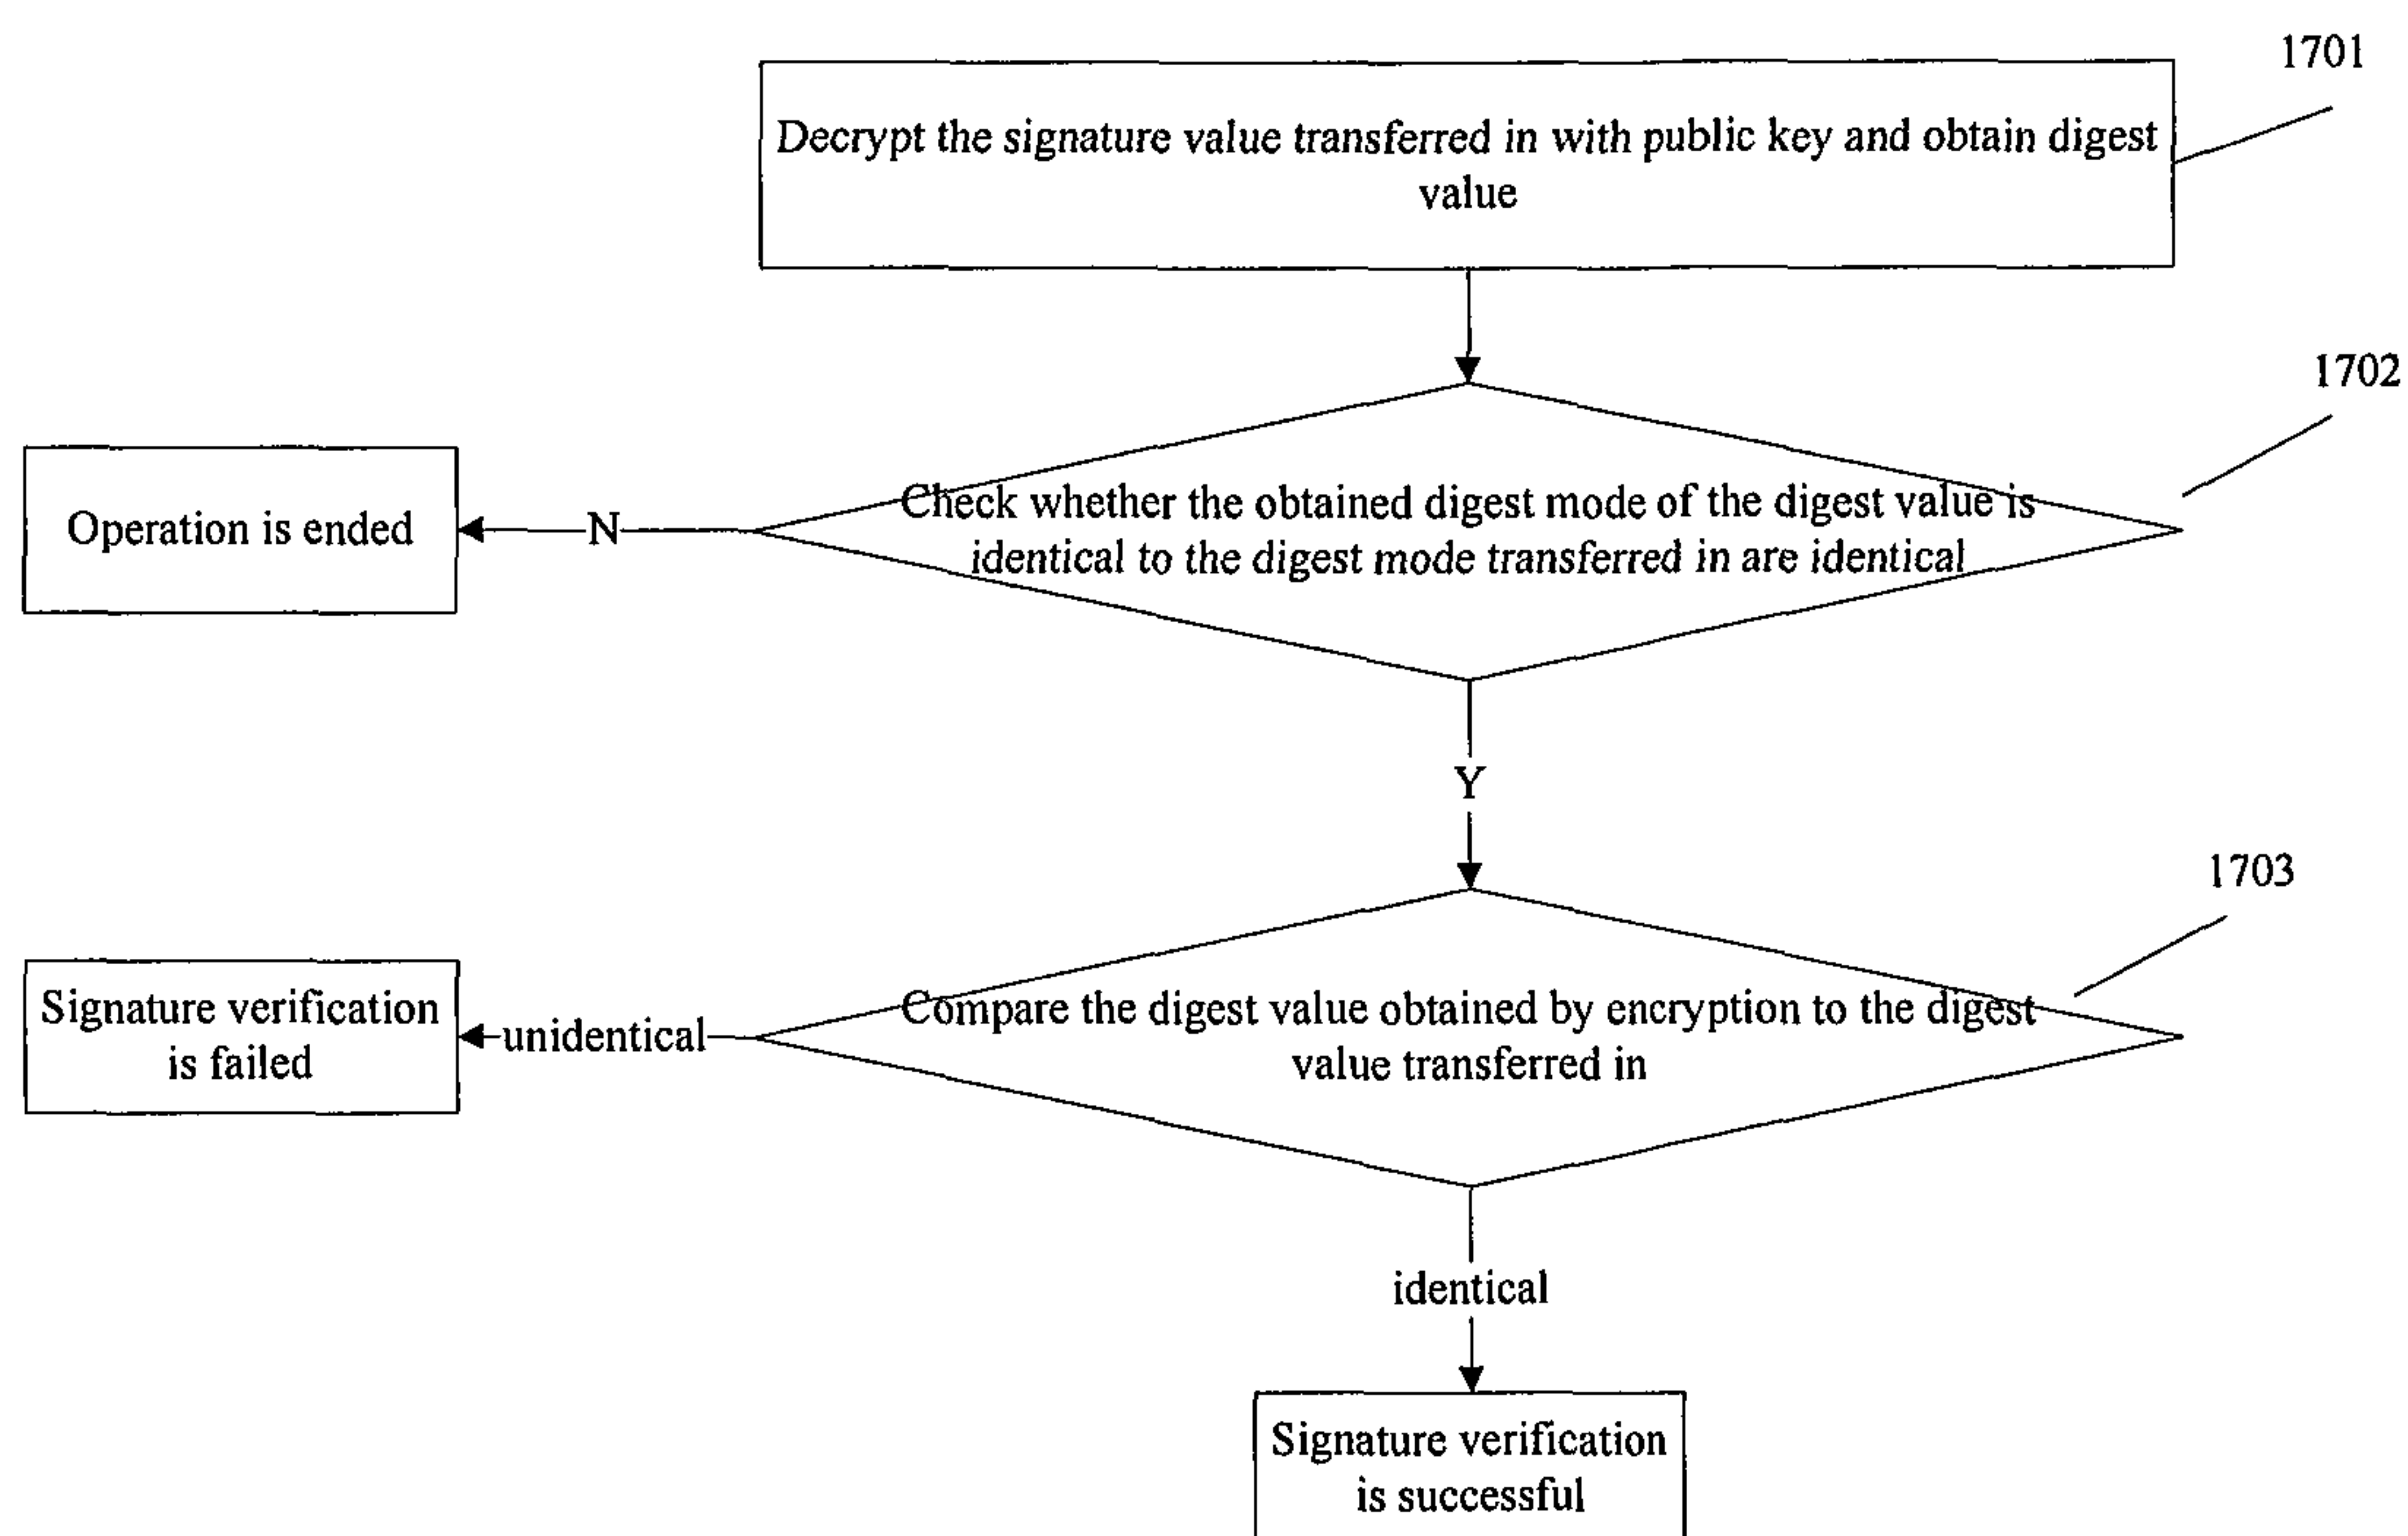 1701
Decrypt the signature value transferred in with public key and obtain digest
value
1702
Check whether the obtained digest mode of the digest value is
identical to the digest mode transferred in are identical
Operation is ended
N
Y
1703
Compare the digest value obtained by encryption to the digest
value transferred in
Signature verification
is failed
unidentical
identical
Signature verification
is successful